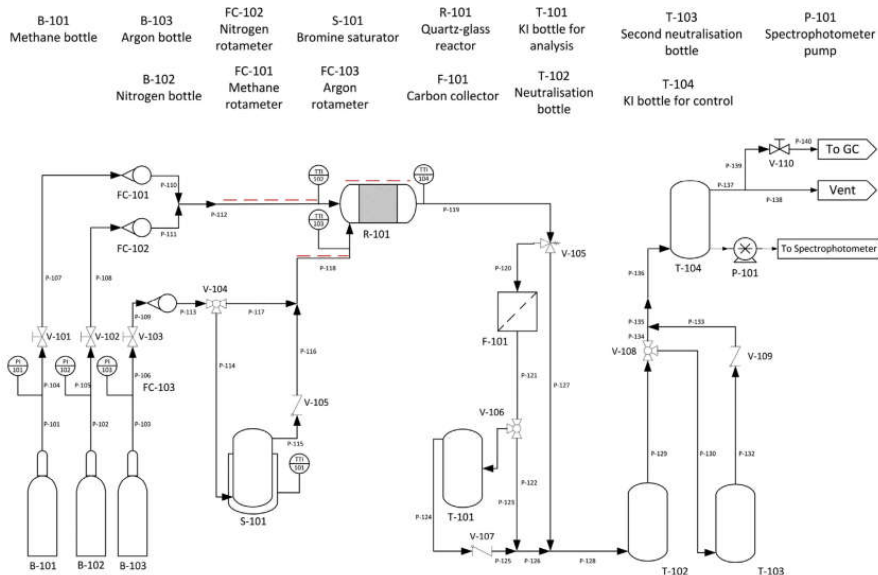 B-101
Methane bottle
B-103
Argon bottle
FC-102
Nitrogen
rotameter
S-101
Bromine saturator
R-101
Quartz-glass
reactor
T-101
KI bottle for
analysis
T-103
Second neutralisation
bottle
P-101
Spectrophotometer
pump
B-102
Nitrogen bottle
FC-101
Methane
rotameter
FC-103
Argon
rotameter
F-101
Carbon collector
T-102
Neutralisation
bottle
T-104
KI bottle for control
P-140
To GC
V-110
P-139
P-137
Vent
P-138
TTI
102
TTI
104
FC-101
P-110
P-112
P-119
R-101
TTI
103
FC-102
P-111
P-118
V-105
To Spectrophotometer
T-104
P-101
P-107
P-108
P-120
P-136
V-104
P-109
P-113
P-117
F-101
P-135
P-133
P-134
V-101
V-102
V-103
V-108
V-109
PI
101
PI
102
PI
103
P-104
P-105
P-106
FC-103
P-114
P-116
P-121
P-127
V-105
V-106
P-101
P-102
P-103
P-115
P-129
P-130
P-132
TTI
101
S-101
P-122
P-123
P-124
T-101
V-107
P-125
P-126
P-128
B-101
B-102
B-103
T-102
T-103